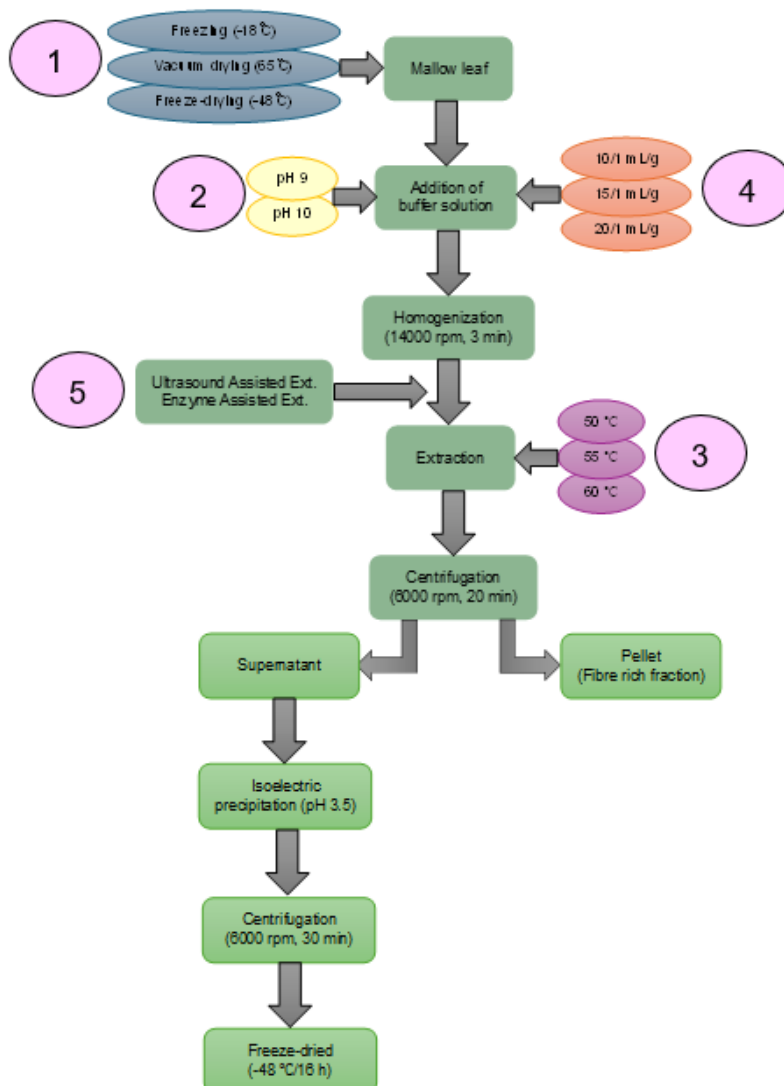 1
Freezing (-18℃)
Vacuum drying (65℃)
Freeze-drying (-48℃)
Mallow leaf
2
pH 9
pH 10
Addition of
buffer solution
10/1 mL/g
15/1 mL/g
20/1 mL/g
4
Homogenization
(14000 rpm, 3 min)
5
Ultrasound Assisted Ext.
Enzyme Assisted Ext.
Extraction
50 °C
55 °C
60 °C
3
Centrifugation
(6000 rpm, 20 min)
Supernatant
Pellet
(Fibre rich fraction)
Isoelectric
precipitation (pH 3.5)
Centrifugation
(6000 rpm, 30 min)
Freeze-dried
(-48 °C/16 h)